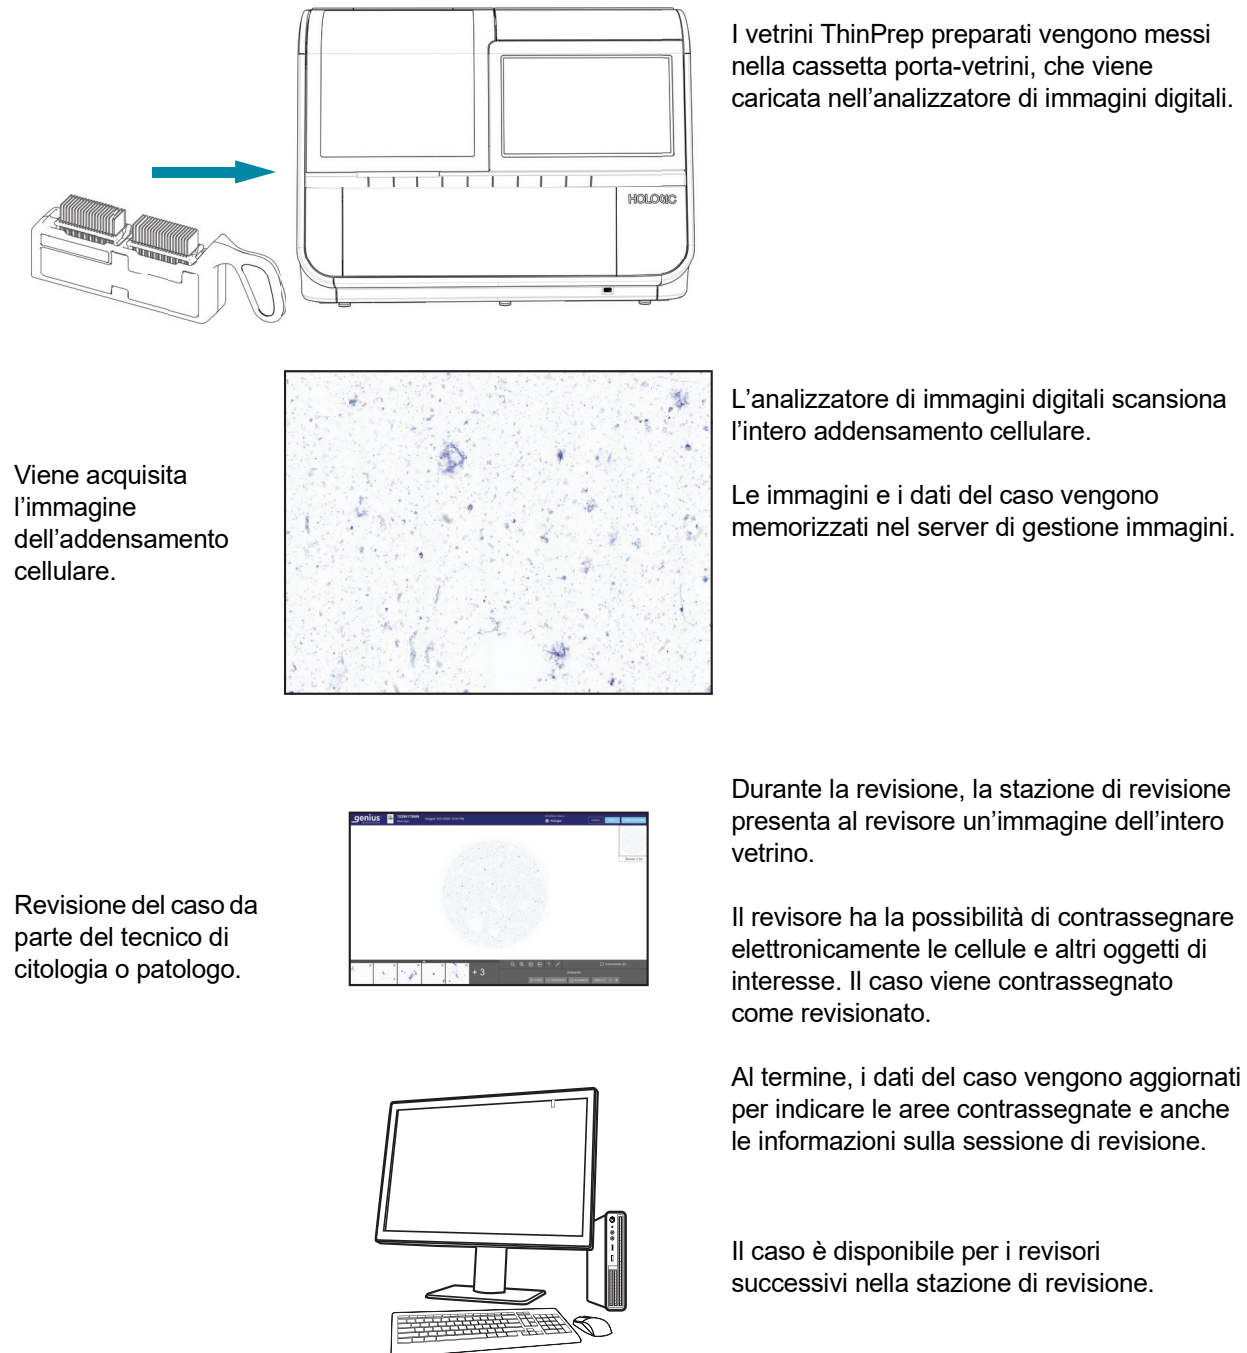 I vetrini ThinPrep preparati vengono messi
nella cassetta porta-vetrini, che viene
caricata nell'analizzatore di immagini digitali.
HOLOGIC
L'analizzatore di immagini digitali scansiona
l'intero addensamento cellulare.
Le immagini e i dati del caso vengono
memorizzati nel server di gestione immagini.
Viene acquisita
l'immagine
dell'addensamento
cellulare.
Durante la revisione, la stazione di revisione
presenta al revisore un'immagine dell'intero
vetrino.
Il revisore ha la possibilità di contrassegnare
elettronicamente le cellule e altri oggetti di
interesse. Il caso viene contrassegnato
come revisionato.
Revisione del caso da
parte del tecnico di
citologia o patologo.
genius
+ 3
Al termine, i dati del caso vengono aggiornati
per indicare le aree contrassegnate e anche
le informazioni sulla sessione di revisione.
Il caso è disponibile per i revisori
successivi nella stazione di revisione.